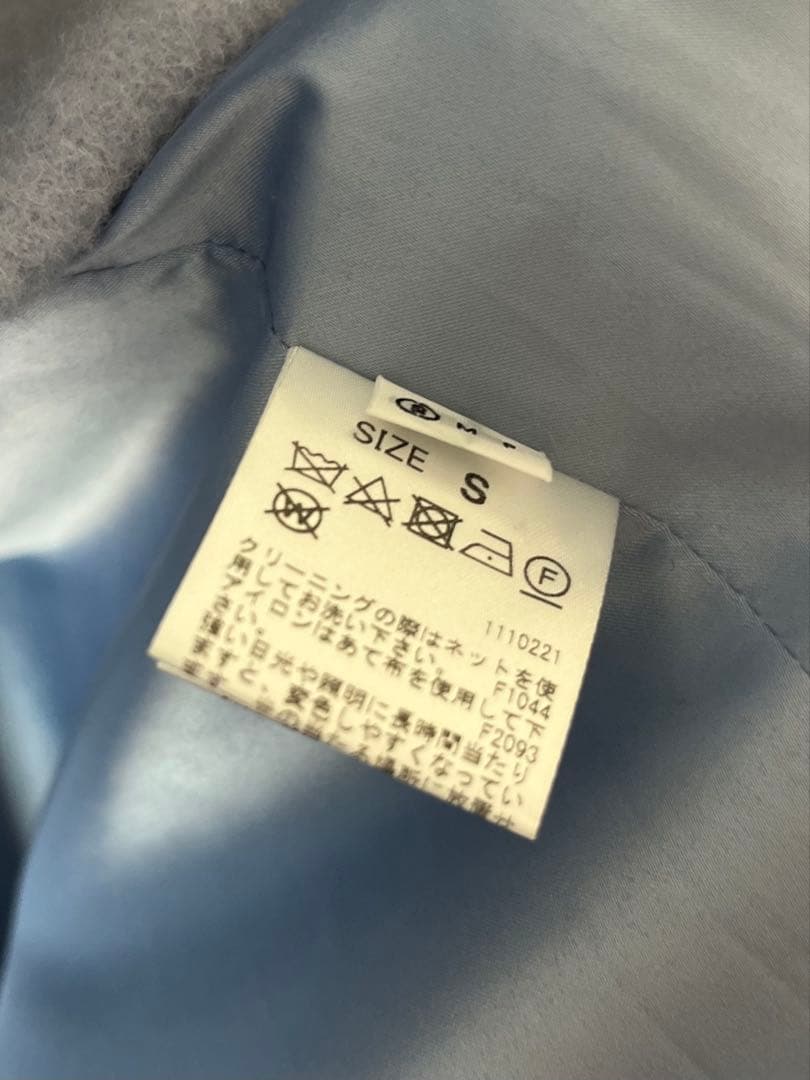 SIZE S
W
F
1110221
クリーニングの際はネットを使
用してお洗い下さい。 F1044
アイロンはあて布を使用して下
さい。 F2093
強い日光や照明に長時間当たり
ますと、変色しやすくなってい
ます